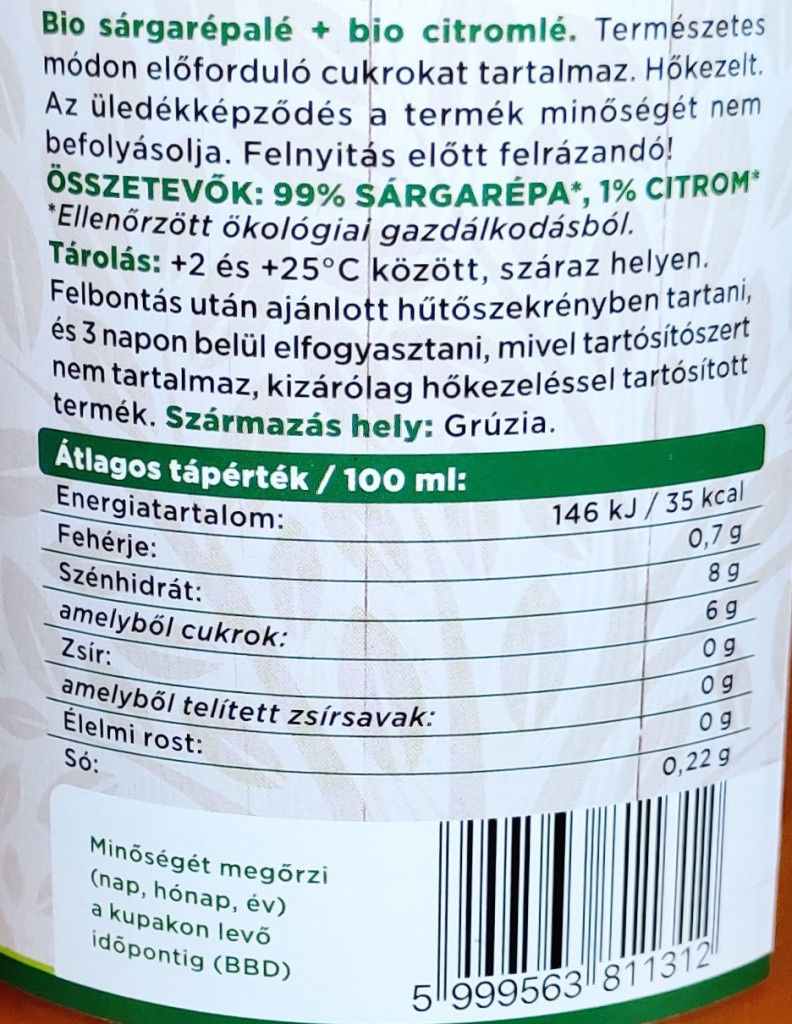 Bio sárgarépalé + bio citromlé. Természetes
módon előforduló cukrokat tartalmaz. Hőkezelt.
Az üledékképződés a termék minőségét nem
befolyásolja. Felnyitás előtt felrázandó!
ÖSSZETEVŐK: 99% SÁRGARÉPA*, 1% CITROM*
*Ellenőrzött ökológiai gazdálkodásból.
Tárolás: +2 és +25°C között, száraz helyen.
Felbontás után ajánlott hűtőszekrényben tartani,
és 3 napon belül elfogyasztani, mivel tartósítószert
nem tartalmaz, kizárólag hőkezeléssel tartósított
termék. Származás hely: Grúzia.
Átlagos tápérték / 100 ml:
Energiatartalom: 146 kJ / 35 kcal
Fehérje: 0,7 g
Szénhidrát: 8 g
amelyből cukrok: 6 g
Zsír: 0 g
amelyből telített zsírsavak: 0 g
Élelmi rost: 0 g
Só: 0,22 g
Minőségét megőrzi
(nap, hónap, év)
a kupakon levő
időpontig (BBD)
5 999563 811312